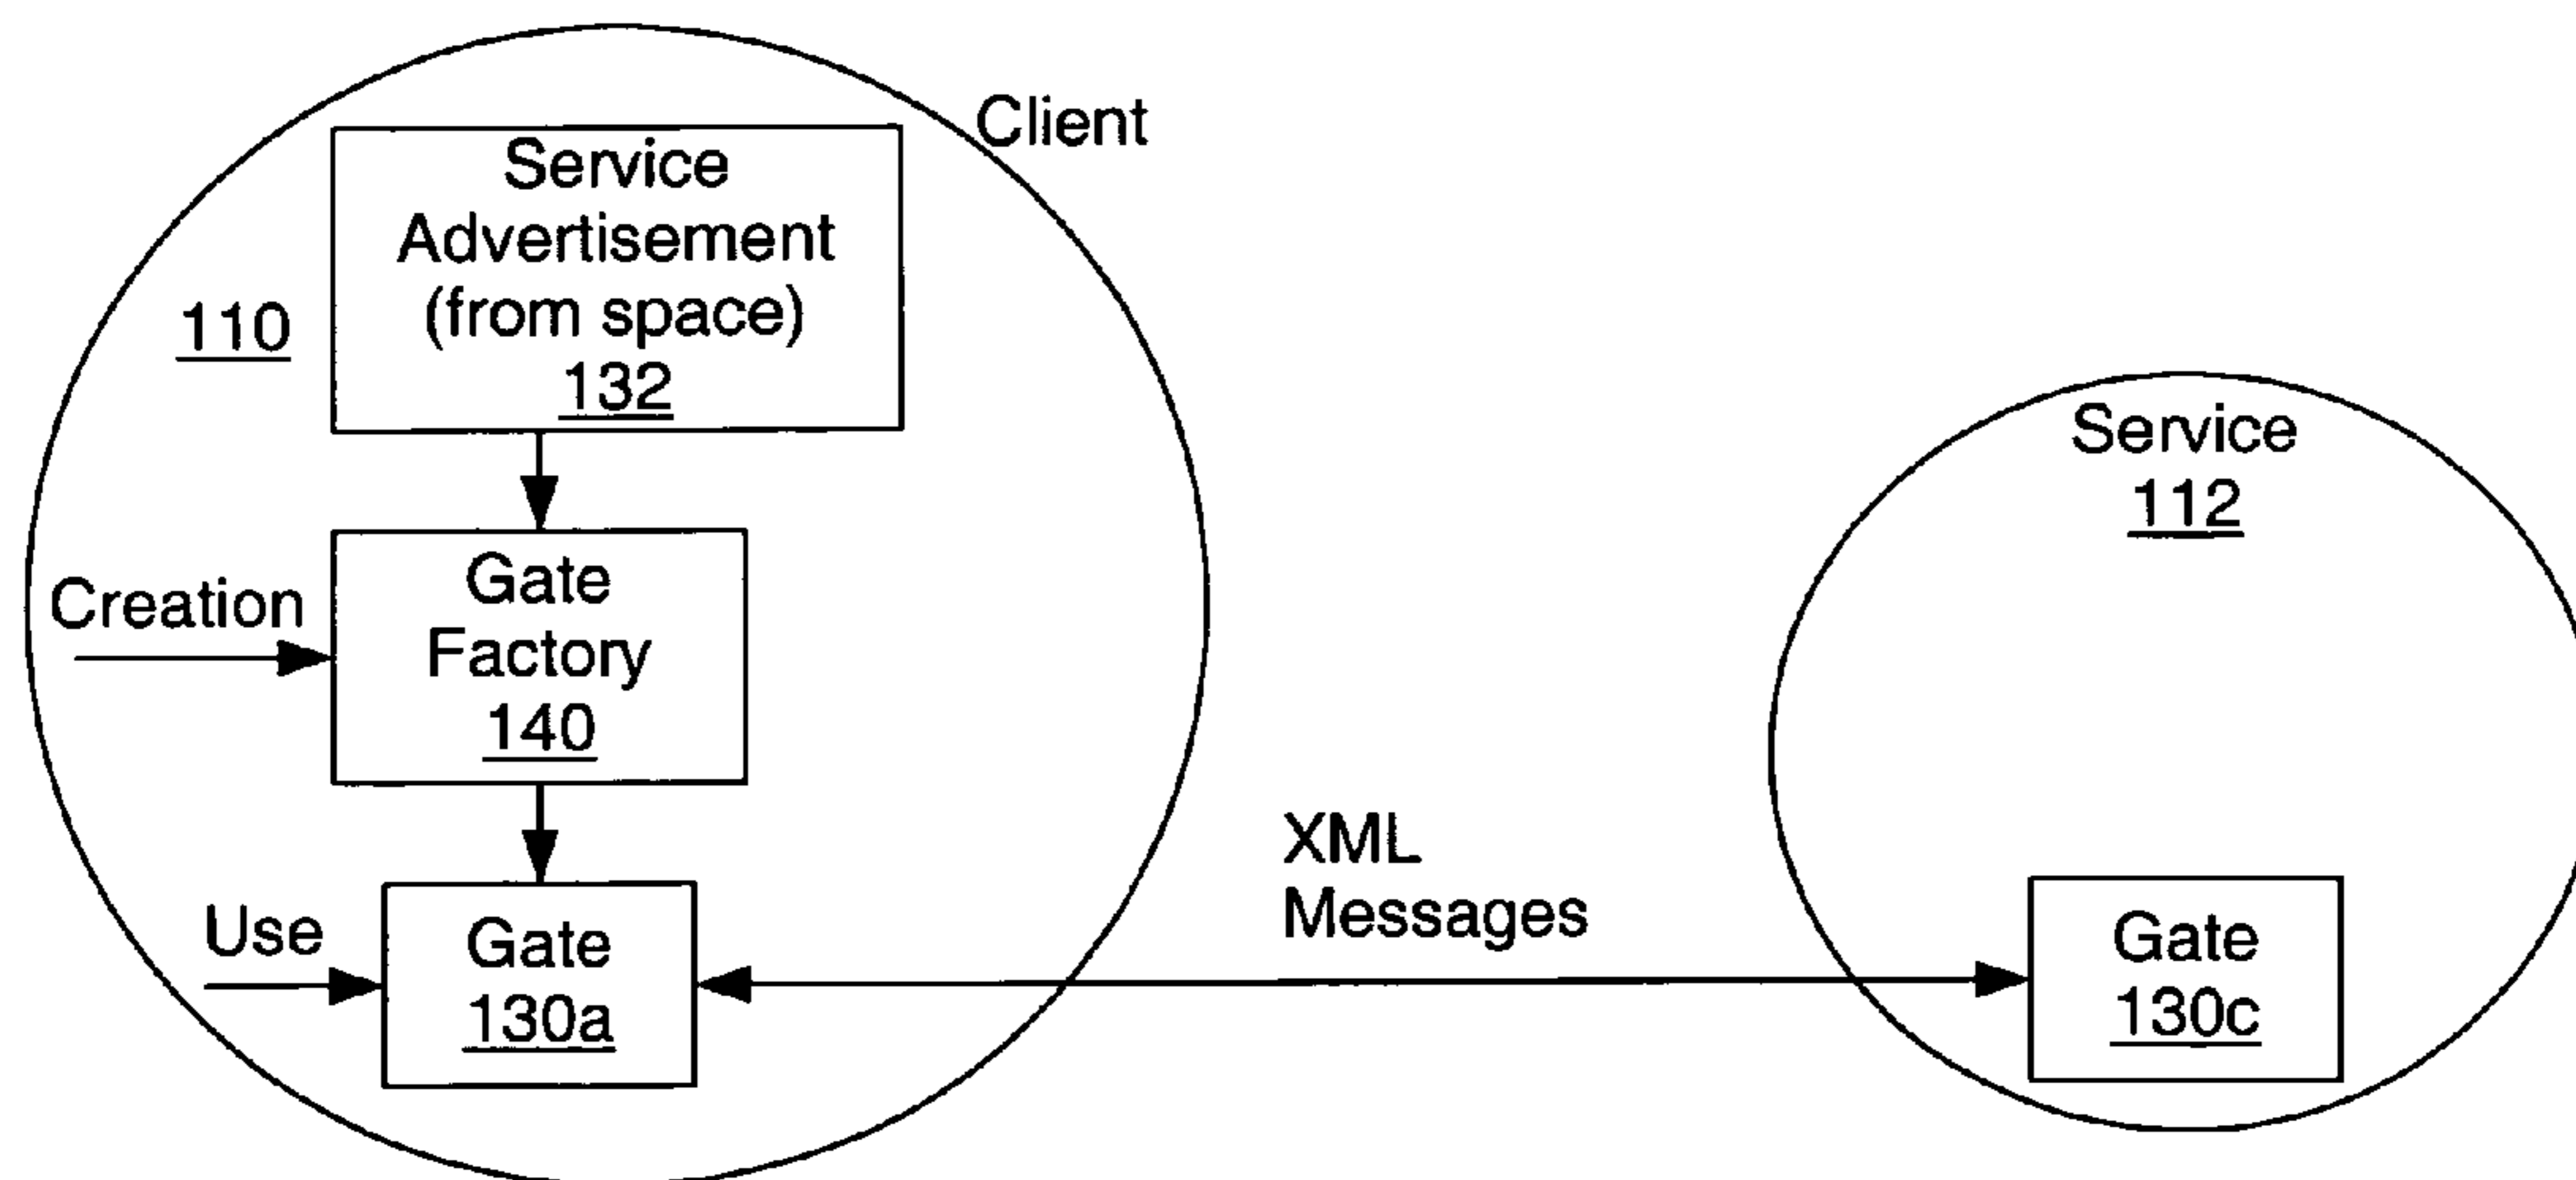 Client
Service
Advertisement
(from space)
132
110
Creation
Gate
Factory
140
Use
Gate
130a
XML
Messages
Service
112
Gate
130c